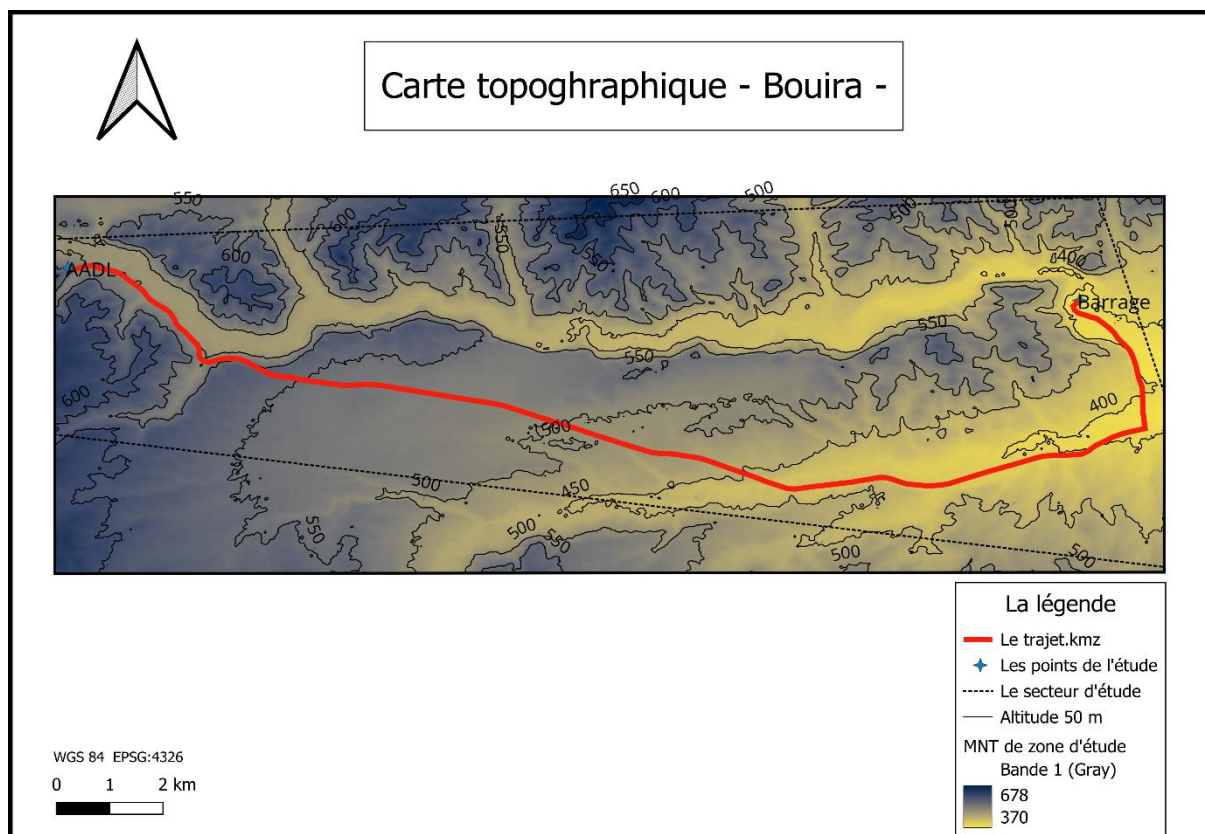 Carte topoghraphique - Bouira -
550
650
600
500
600
550
500
550
600
550
400
AADL
Barrage
550
550
600
400
500
500
450
500
550
550
500
500
La légende
Le trajet.kmz
Les points de l'étude
Le secteur d'étude
Altitude 50 m
MNT de zone d'étude
Bande 1 (Gray)
678
370
WGS 84 EPSG:4326
0 1 2 km